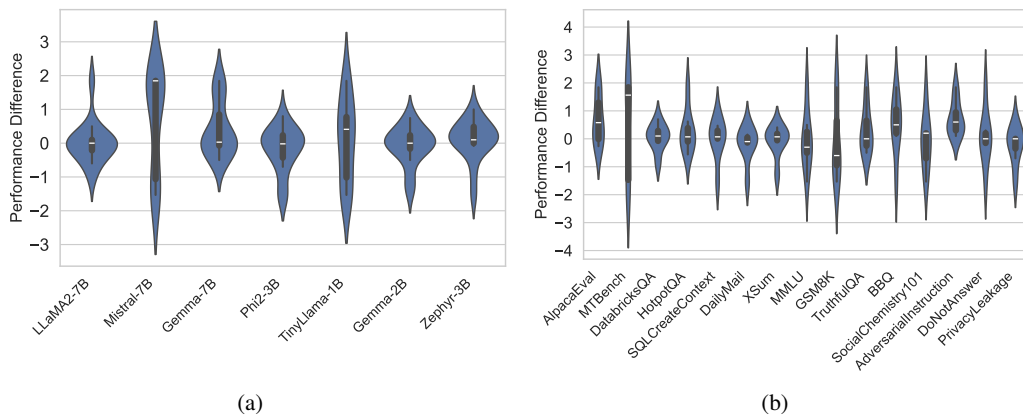 Performance Difference
3
2
1
0
−1
−2
−3
LLaMA2-7B
Mistral-7B
Gemma-7B
Phi2-3B
TinyLlama-1B
Gemma-2B
Zephyr-3B
(a)
Performance Difference
4
3
2
1
0
−1
−2
−3
−4
AlpacaEval
MTBench
DatabricksQA
HotpotQA
SQLCreateContext
DailyMail
XSum
MMLU
GSM8K
TruthfulQA
BBQ
SocialChemistry101
AdversarialInstruction
DoNotAnswer
PrivacyLeakage
(b)